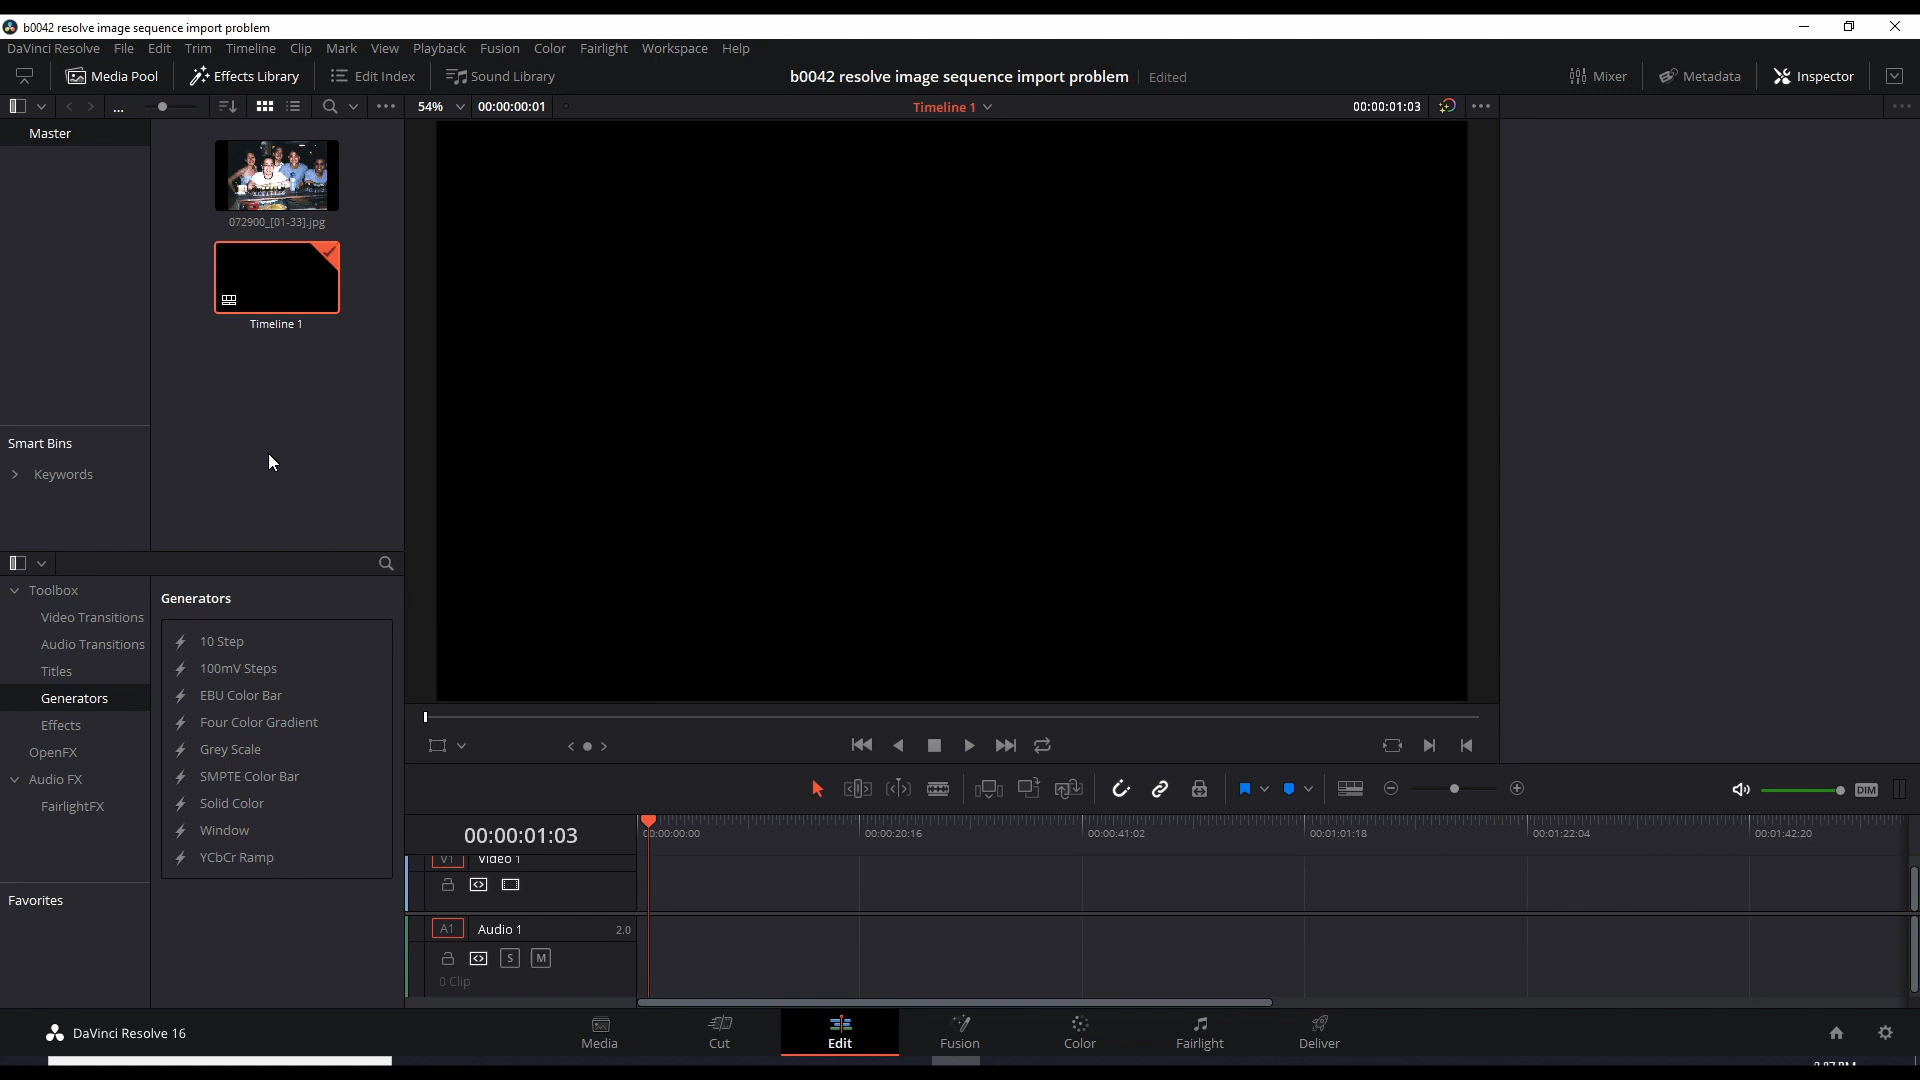 b0042 resolve image sequence import problem
DaVinci Resolve File Edit Trim Timeline Clip Mark View Playback Fusion Color Fairlight Workspace Help
Media Pool Effects Library Edit Index Sound Library b0042 resolve image sequence import problem Edited Mixer Metadata Inspector
... 54% 00:00:00:01 Timeline 1 00:00:01:03
Master
072900_[01-33].jpg
Timeline 1
Smart Bins
Keywords
Toolbox
Video Transitions
Audio Transitions
Titles
Generators
Effects
OpenFX
Audio FX
FairlightFX
Favorites
Generators
10 Step
100mV Steps
EBU Color Bar
Four Color Gradient
Grey Scale
SMPTE Color Bar
Solid Color
Window
YCbCr Ramp
DIM
00:00:01:03 00:00:00:00 00:00:20:16 00:00:41:02 00:01:01:18 00:01:22:04 00:01:42:20
V1 Video 1
A1 Audio 1 2.0
S M
0 Clip
DaVinci Resolve 16 Media Cut Edit Fusion Color Fairlight Deliver